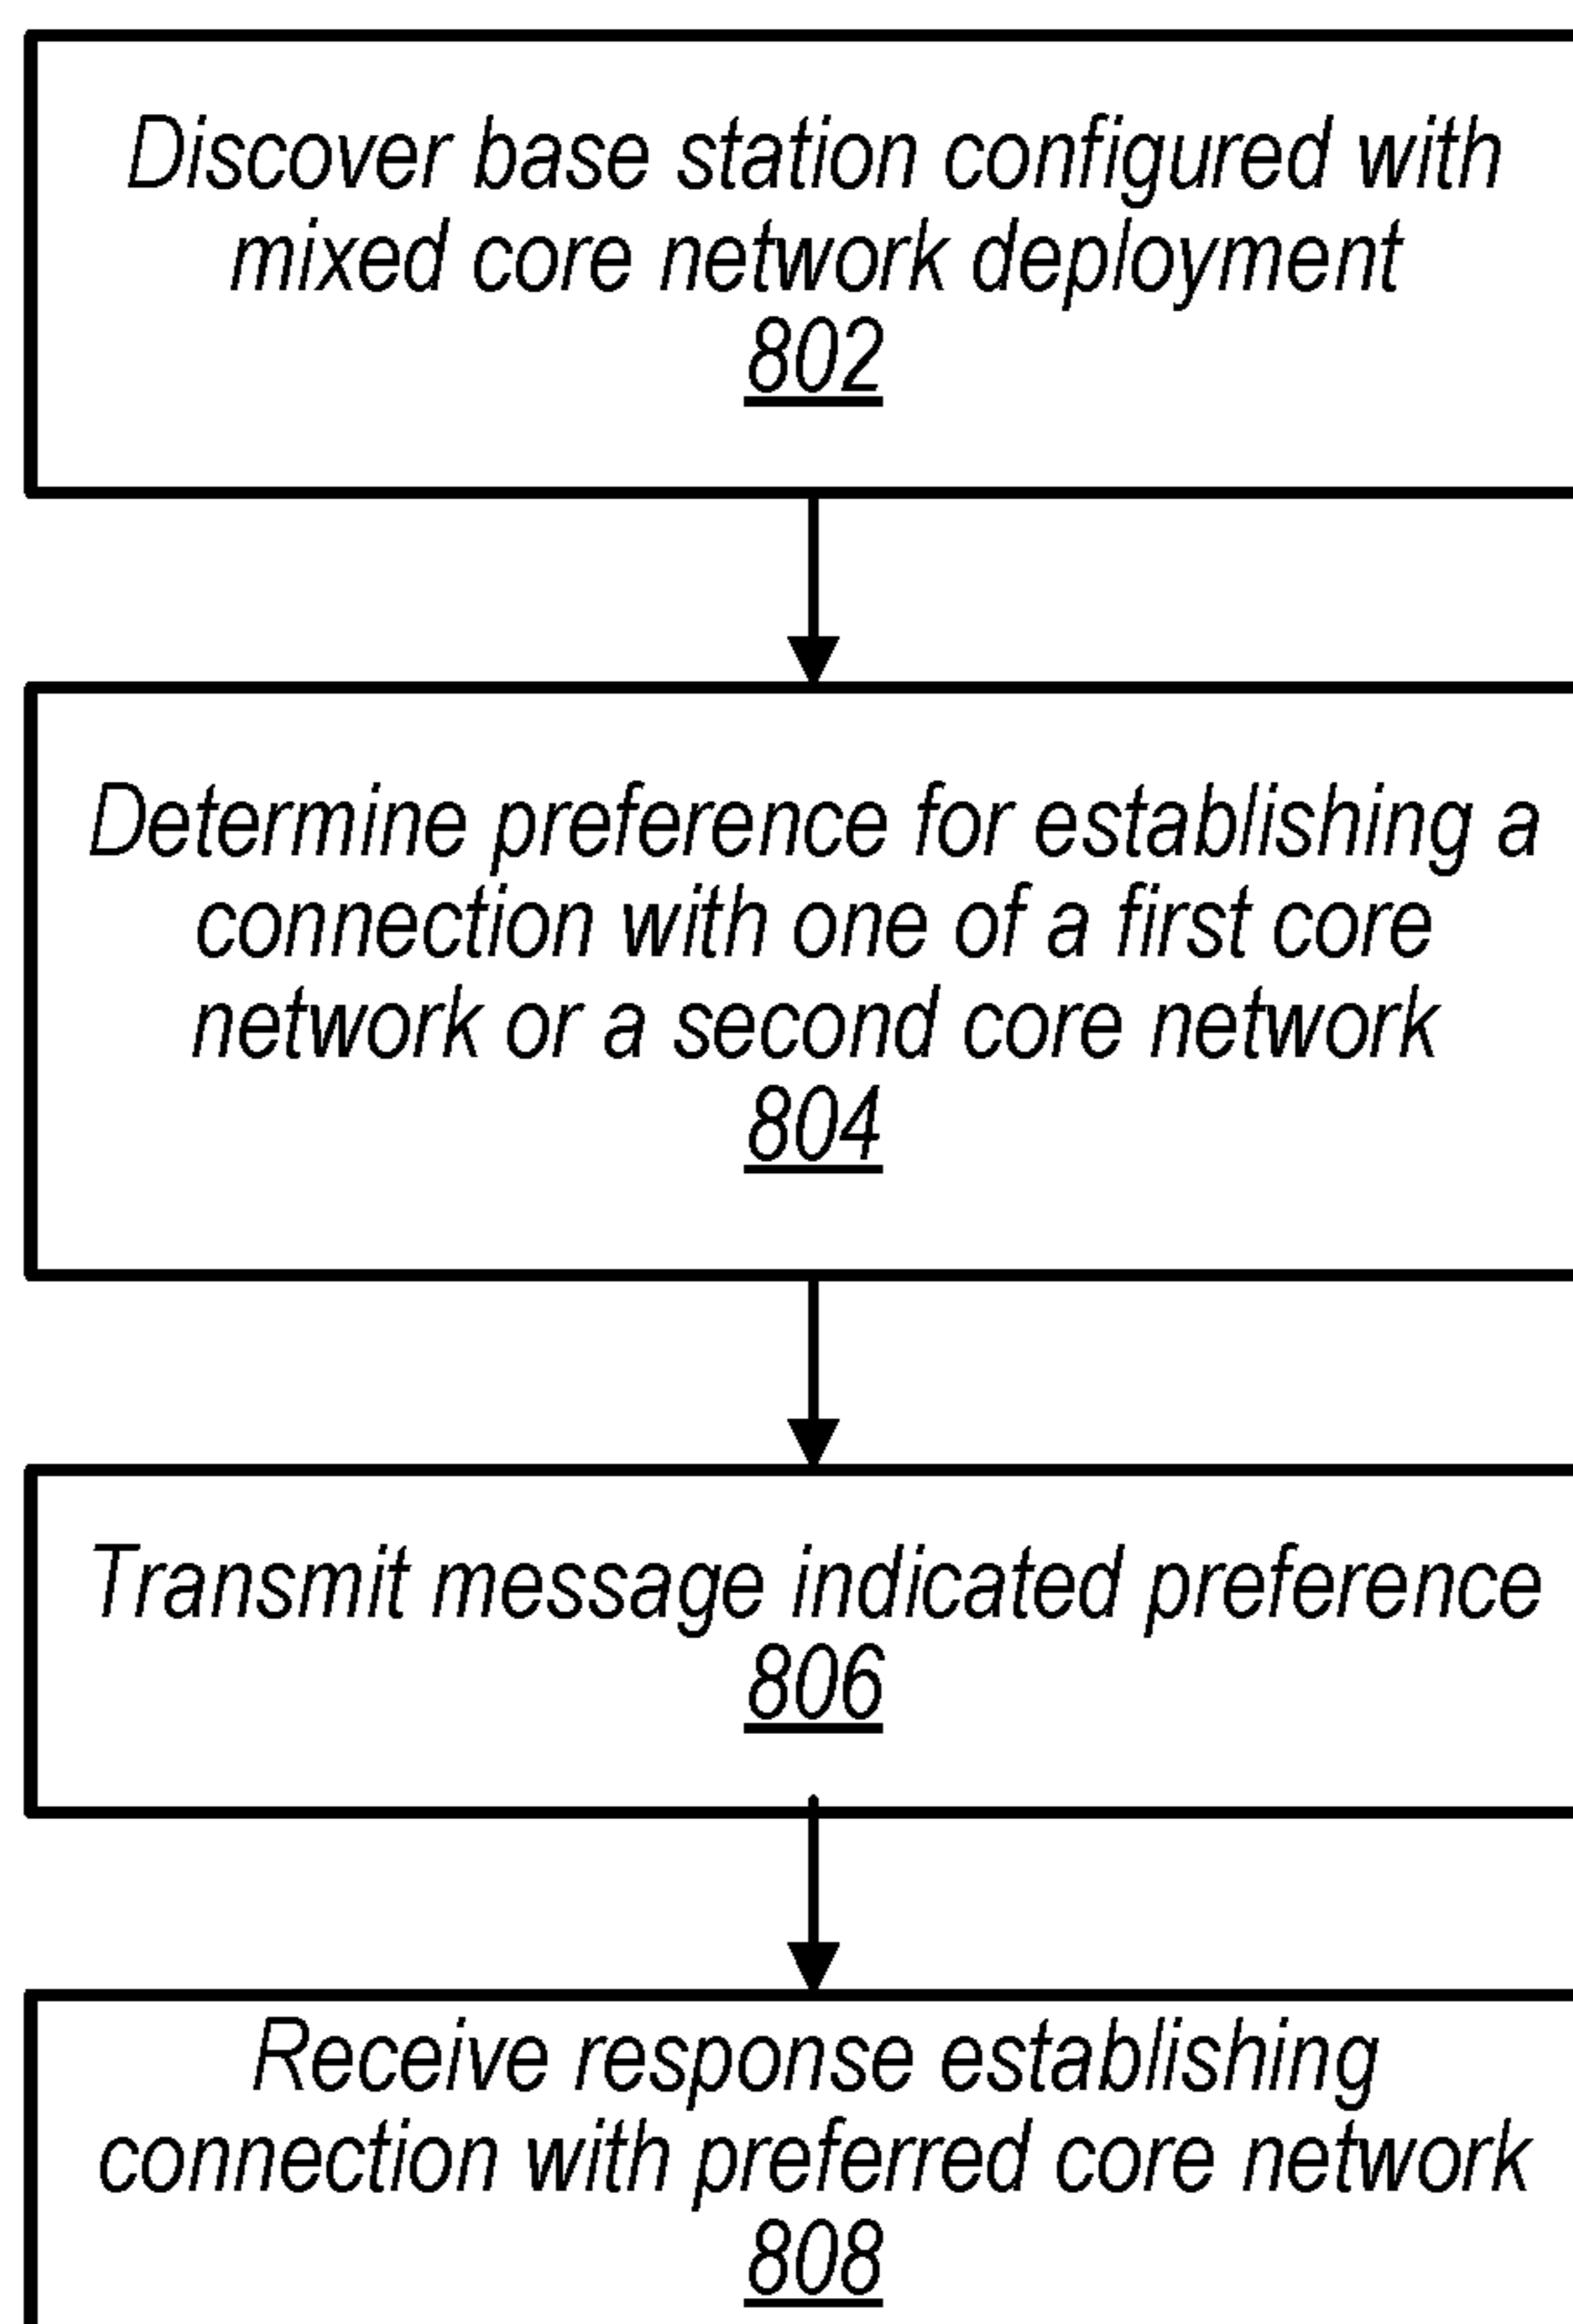 Discover base station configured with
mixed core network deployment
802
Determine preference for establishing a
connection with one of a first core
network or a second core network
804
Transmit message indicated preference
806
Receive response establishing
connection with preferred core network
808